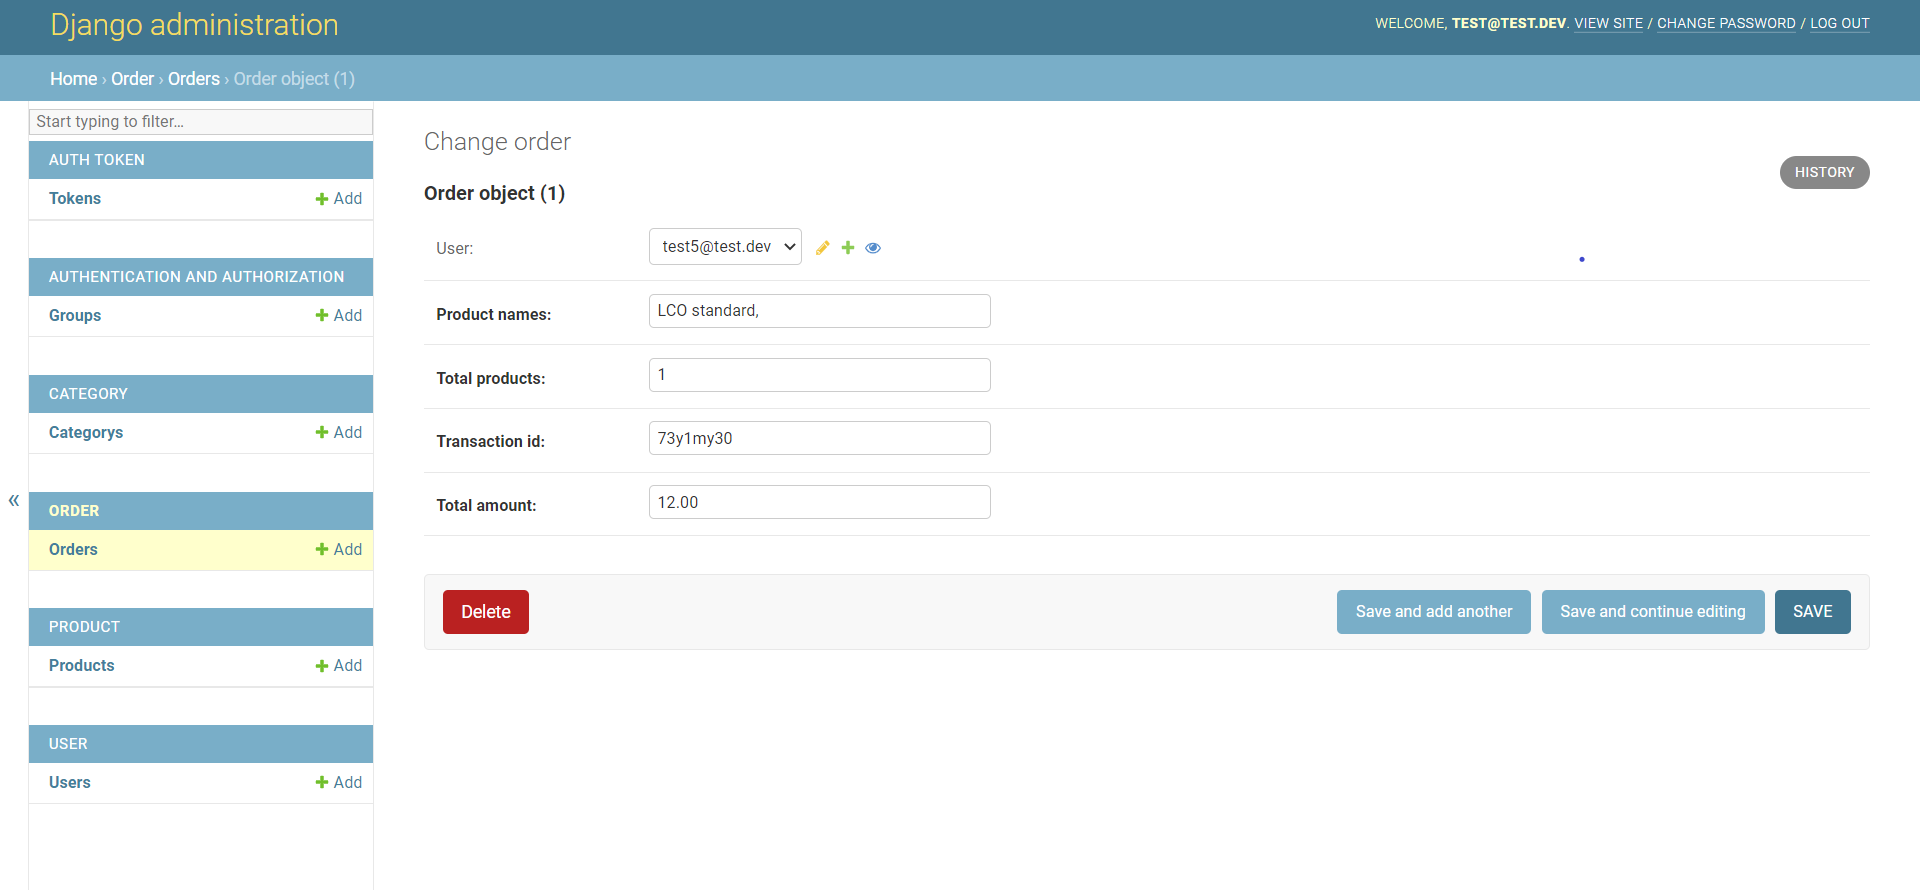 Django administration
WELCOME, TEST@TEST.DEV. VIEW SITE / CHANGE PASSWORD / LOG OUT
Home › Order › Orders › Order object (1)
Start typing to filter...
AUTH TOKEN
Tokens Add
AUTHENTICATION AND AUTHORIZATION
Groups Add
CATEGORY
Categorys Add
«
ORDER
Orders Add
PRODUCT
Products Add
USER
Users Add
Change order
HISTORY
Order object (1)
User: test5@test.dev
Product names: LCO standard,
Total products: 1
Transaction id: 73y1my30
Total amount: 12.00
Delete Save and add another Save and continue editing SAVE